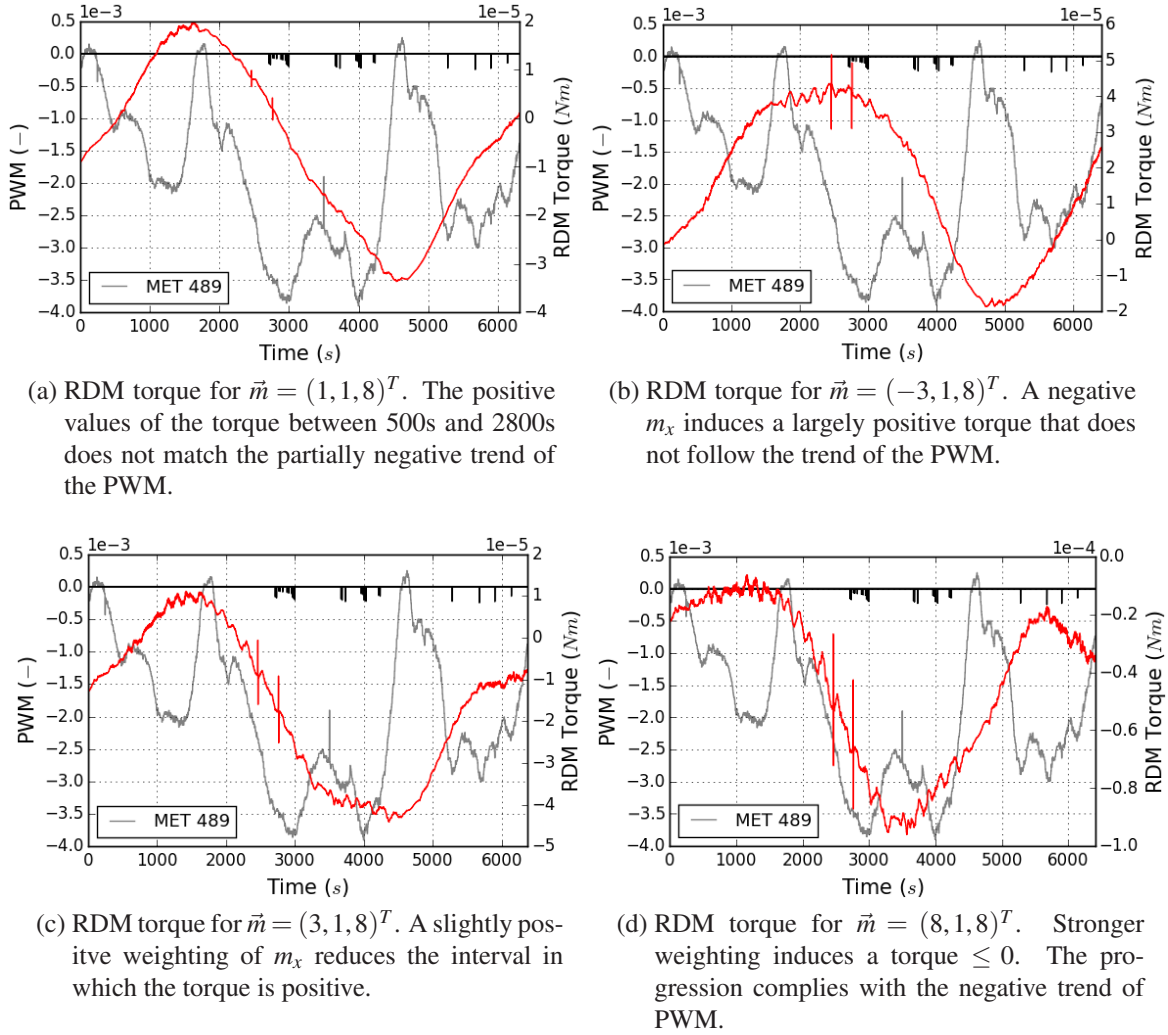 1e−3
1e−5
0.5
0.0
−0.5
−1.0
−1.5
−2.0
−2.5
−3.0
−3.5
−4.0
PWM (−)
2
1
0
−1
−2
−3
−4
RDM Torque (Nm)
MET 489
0 1000 2000 3000 4000 5000 6000
Time (s)
(a) RDM torque for m⃗ = (1,1,8)^T. The positive
values of the torque between 500s and 2800s
does not match the partially negative trend of
the PWM.
1e−3
1e−5
0.5
0.0
−0.5
−1.0
−1.5
−2.0
−2.5
−3.0
−3.5
−4.0
PWM (−)
6
5
4
3
2
1
0
−1
−2
RDM Torque (Nm)
MET 489
0 1000 2000 3000 4000 5000 6000
Time (s)
(b) RDM torque for m⃗ = (−3,1,8)^T. A negative
m_x induces a largely positive torque that does
not follow the trend of the PWM.
1e−3
1e−5
0.5
0.0
−0.5
−1.0
−1.5
−2.0
−2.5
−3.0
−3.5
−4.0
PWM (−)
2
1
0
−1
−2
−3
−4
−5
RDM Torque (Nm)
MET 489
0 1000 2000 3000 4000 5000 6000
Time (s)
(c) RDM torque for m⃗ = (3,1,8)^T. A slightly pos-
itve weighting of m_x reduces the interval in
which the torque is positive.
1e−3
1e−4
0.5
0.0
−0.5
−1.0
−1.5
−2.0
−2.5
−3.0
−3.5
−4.0
PWM (−)
0.0
−0.2
−0.4
−0.6
−0.8
−1.0
RDM Torque (Nm)
MET 489
0 1000 2000 3000 4000 5000 6000
Time (s)
(d) RDM torque for m⃗ = (8,1,8)^T. Stronger
weighting induces a torque ≤ 0. The pro-
gression complies with the negative trend of
PWM.